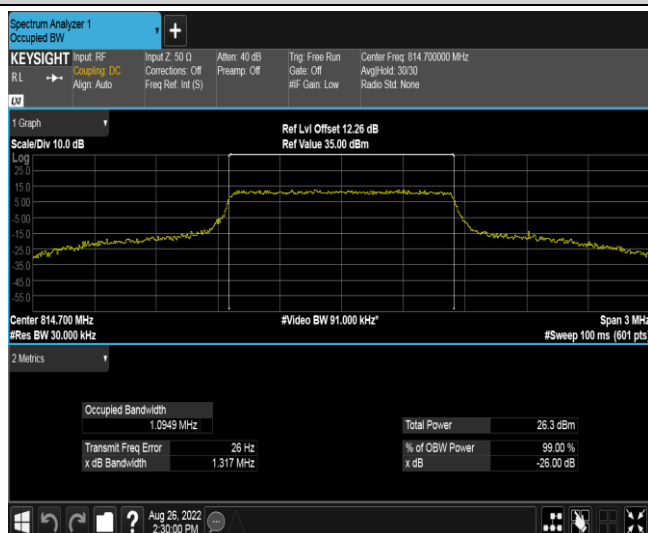 Spectrum Analyzer 1
Occupied BW
+
KEYSIGHT
R L
LXI
Input: RF
Coupling: DC
Align: Auto
Input Z: 50 Ω
Corrections: Off
Freq Ref: Int (S)
Atten: 40 dB
Preamp: Off
Trig: Free Run
Gate: Off
#IF Gain: Low
Center Freq: 814.700000 MHz
Avg|Hold: 30/30
Radio Std: None
1 Graph
Scale/Div 10.0 dB
Ref Lvl Offset 12.26 dB
Ref Value 35.00 dBm
Log
25.0
15.0
5.00
-5.00
-15.0
-25.0
-35.0
-45.0
-55.0
Center 814.700 MHz
#Res BW 30.000 kHz
#Video BW 91.000 kHz*
Span 3 MHz
#Sweep 100 ms (601 pts)
2 Metrics
Occupied Bandwidth
1.0949 MHz
Transmit Freq Error 26 Hz
x dB Bandwidth 1.317 MHz
Total Power 26.3 dBm
% of OBW Power 99.00 %
x dB -26.00 dB
?
Aug 26, 2022
2:30:00 PM